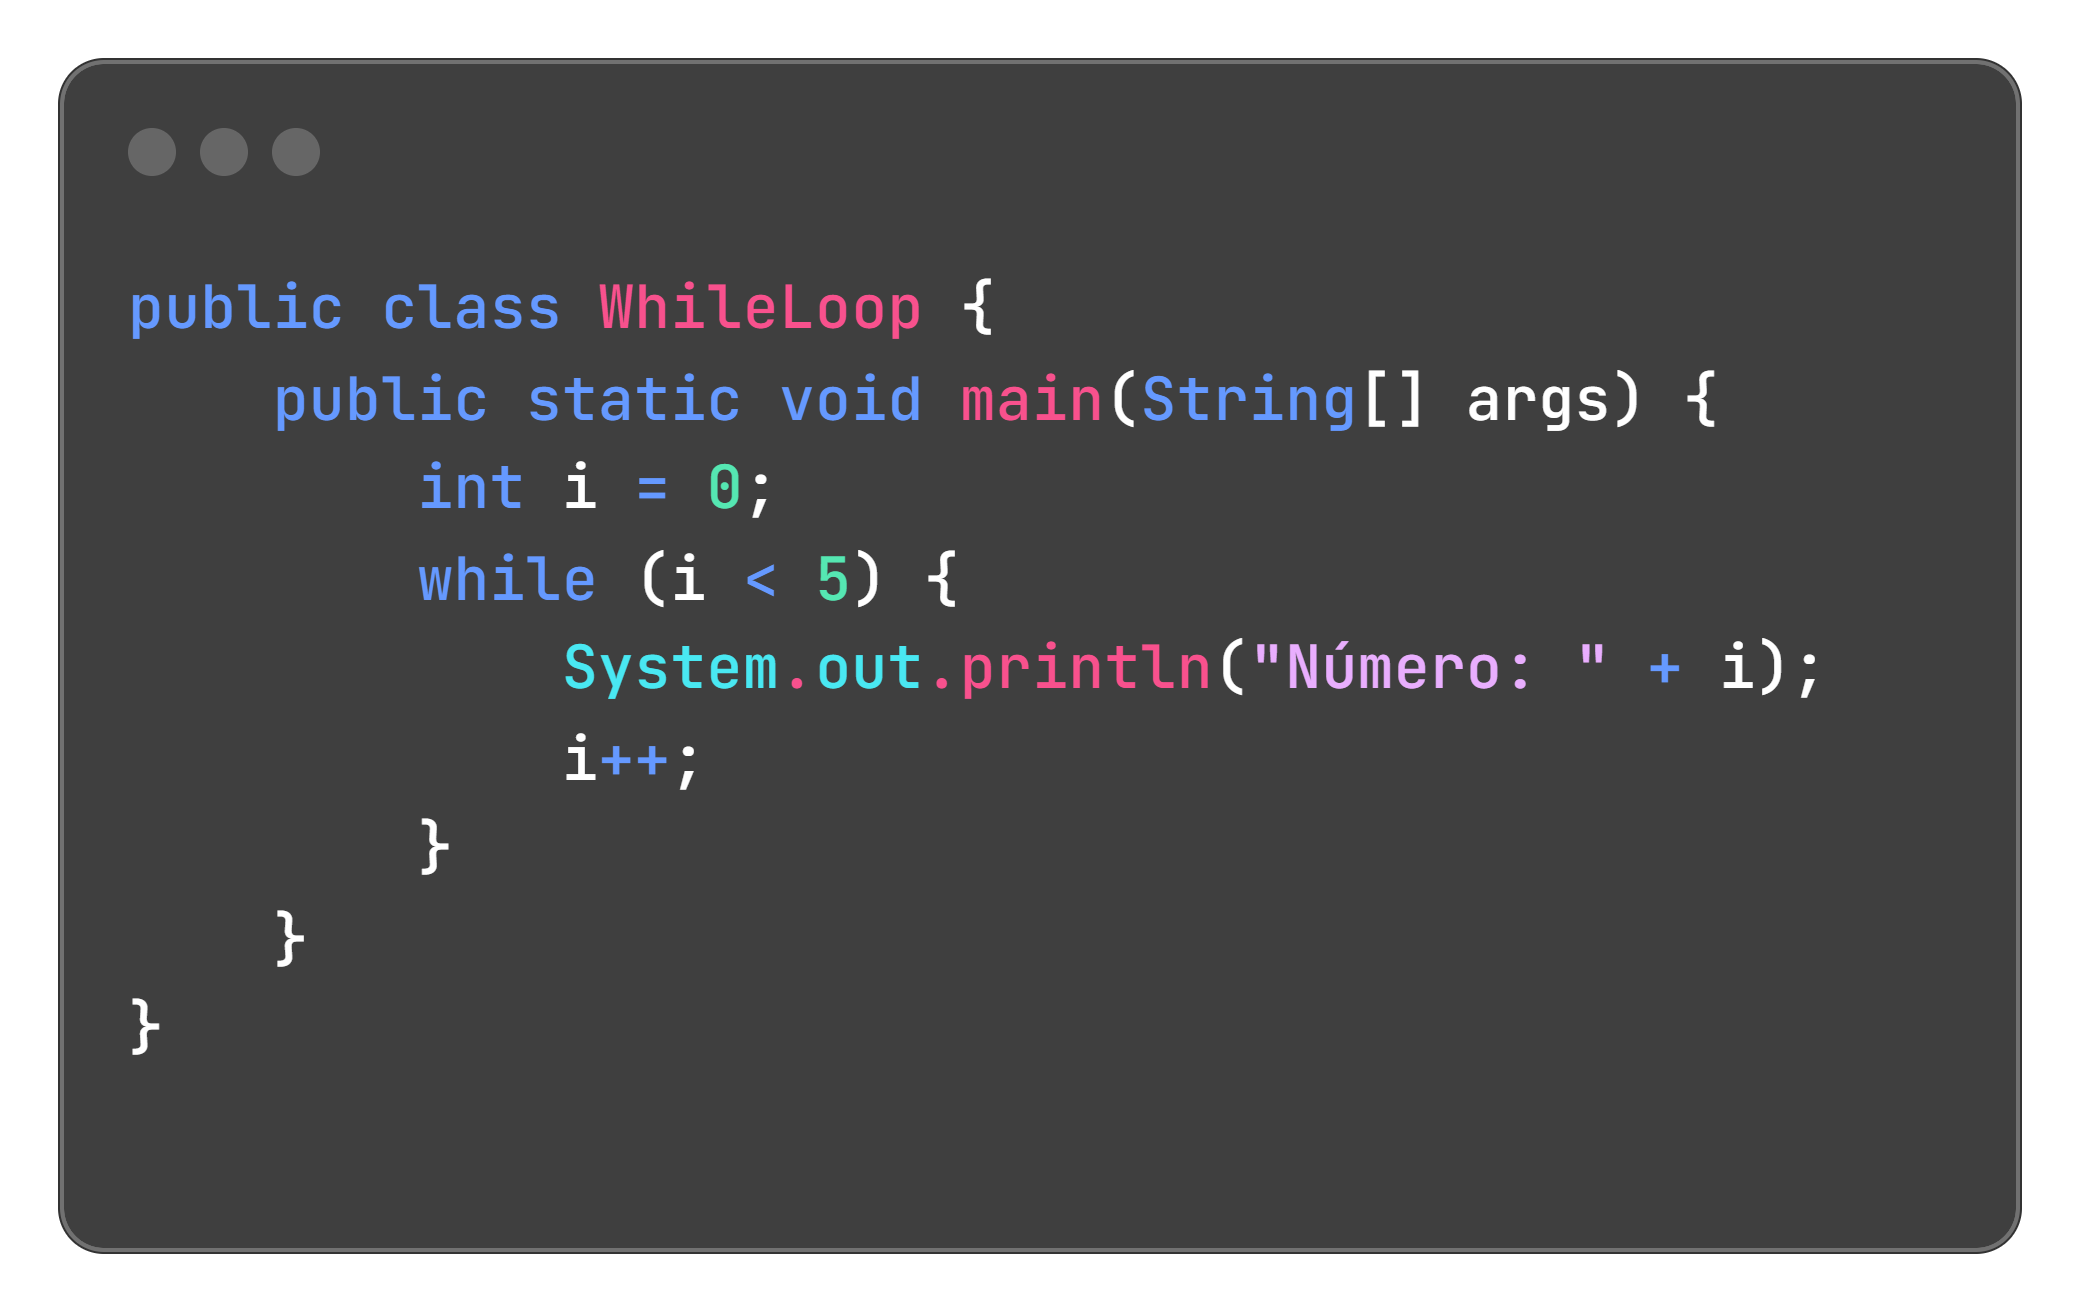 public class WhileLoop {
    public static void main(String[] args) {
        int i = 0;
        while (i < 5) {
            System.out.println("Número: " + i);
            i++;
        }
    }
}